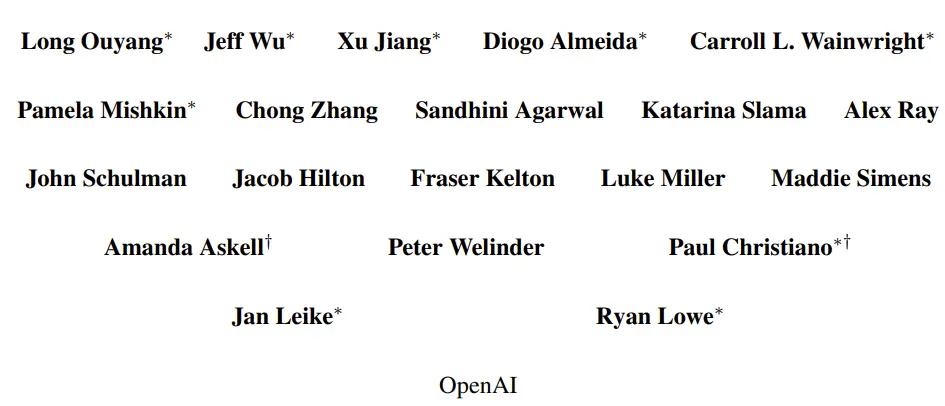 Long Ouyang* Jeff Wu* Xu Jiang* Diogo Almeida* Carroll L. Wainwright*
Pamela Mishkin* Chong Zhang Sandhini Agarwal Katarina Slama Alex Ray
John Schulman Jacob Hilton Fraser Kelton Luke Miller Maddie Simens
Amanda Askell† Peter Welinder Paul Christiano*†
Jan Leike* Ryan Lowe*
OpenAI